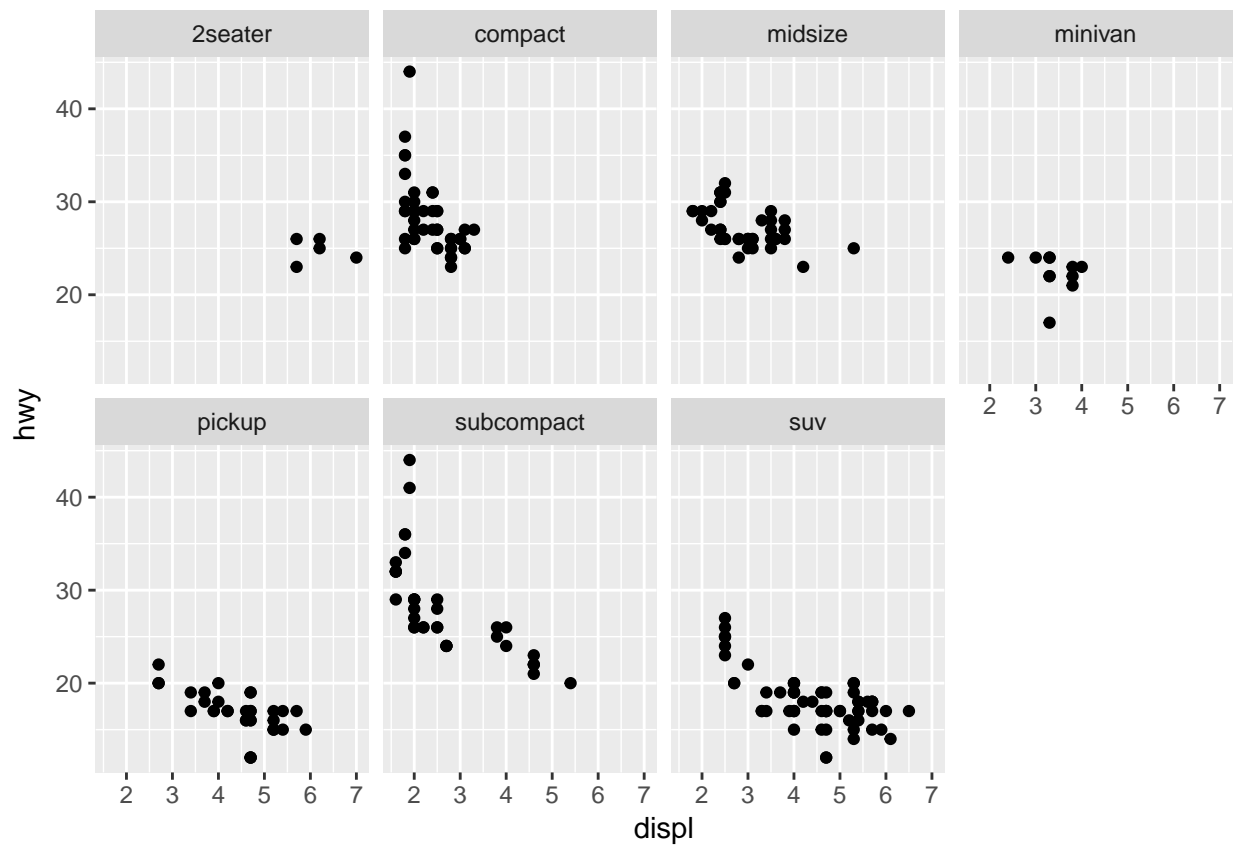 2seater compact midsize minivan
40
30
20
2 3 4 5 6 7
hwy
pickup subcompact suv
40
30
20
2 3 4 5 6 7 2 3 4 5 6 7 2 3 4 5 6 7
displ